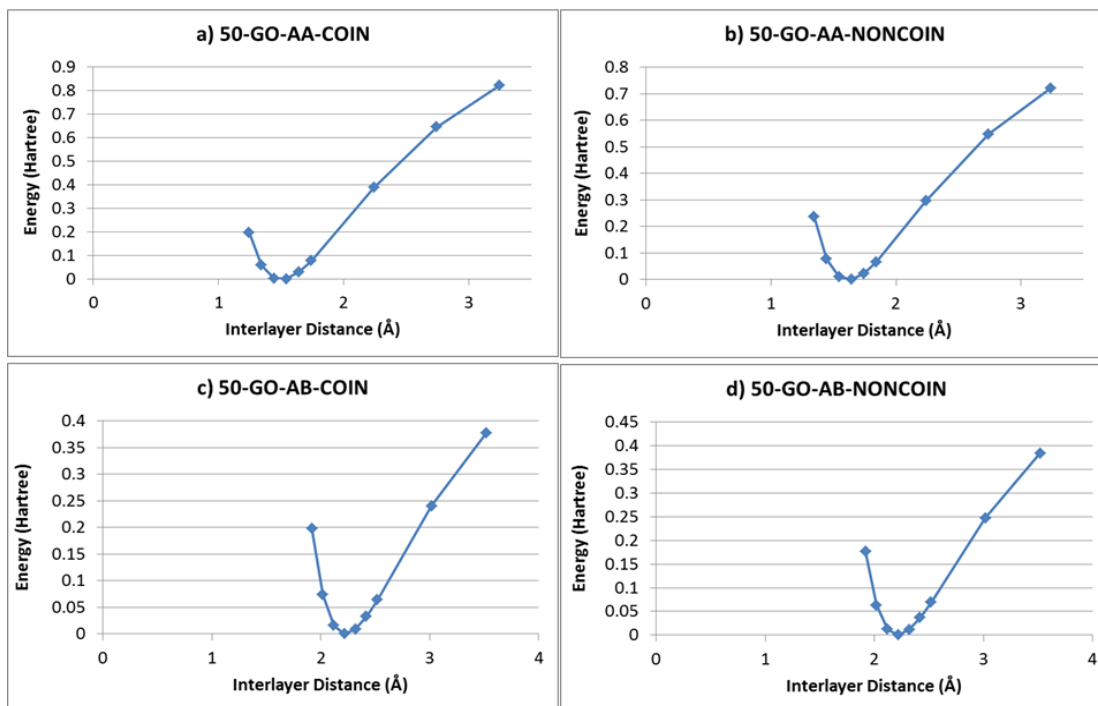 a) 50-GO-AA-COIN
Energy (Hartree)
0.9
0.8
0.7
0.6
0.5
0.4
0.3
0.2
0.1
0
0 1 2 3
Interlayer Distance (Å)
b) 50-GO-AA-NONCOIN
Energy (Hartree)
0.8
0.7
0.6
0.5
0.4
0.3
0.2
0.1
0
0 1 2 3
Interlayer Distance (Å)
c) 50-GO-AB-COIN
Energy (Hartree)
0.4
0.35
0.3
0.25
0.2
0.15
0.1
0.05
0
0 1 2 3 4
Interlayer Distance (Å)
d) 50-GO-AB-NONCOIN
Energy (Hartree)
0.45
0.4
0.35
0.3
0.25
0.2
0.15
0.1
0.05
0
0 1 2 3 4
Interlayer Distance (Å)